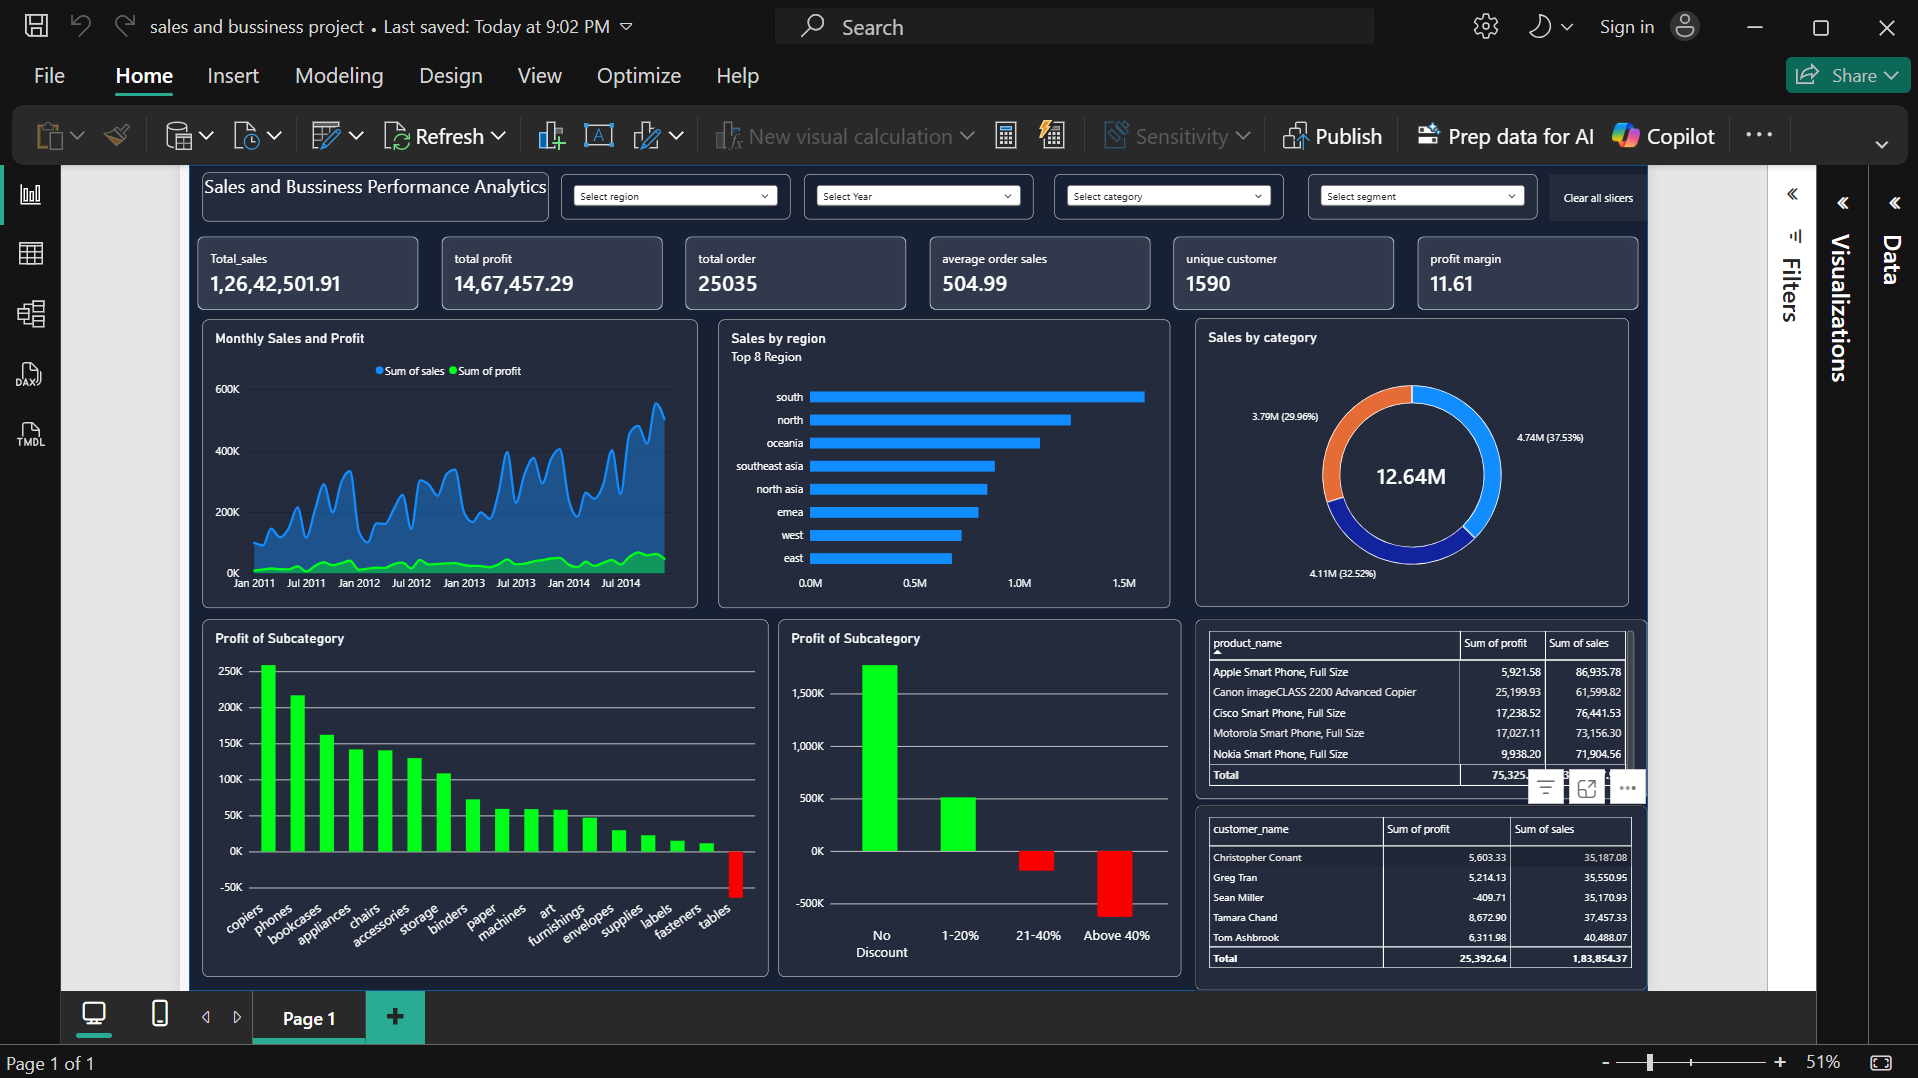 sales and bussiness project • Last saved: Today at 9:02 PM
Search
Sign in
File Home Insert Modeling Design View Optimize Help
Share
Refresh
New visual calculation
Sensitivity
Publish
Prep data for AI
Copilot
DAX
TMDL
Sales and Bussiness Performance Analytics
Select region
Select Year
Select category
Select segment
Clear all slicers
Total_sales
1,26,42,501.91
total profit
14,67,457.29
total order
25035
average order sales
504.99
unique customer
1590
profit margin
11.61
Monthly Sales and Profit
Sum of sales Sum of profit
600K
400K
200K
0K
Jan 2011 Jul 2011 Jan 2012 Jul 2012 Jan 2013 Jul 2013 Jan 2014 Jul 2014
Sales by region
Top 8 Region
south
north
oceania
southeast asia
north asia
emea
west
east
0.0M 0.5M 1.0M 1.5M
Sales by category
3.79M (29.96%)
4.74M (37.53%)
12.64M
4.11M (32.52%)
Profit of Subcategory
250K
200K
150K
100K
50K
0K
-50K
copiers phones bookcases appliances chairs accessories storage binders paper machines art furnishings envelopes supplies labels fasteners tables
Profit of Subcategory
1,500K
1,000K
500K
0K
-500K
No Discount 1-20% 21-40% Above 40%
product_name Sum of profit Sum of sales
Apple Smart Phone, Full Size 5,921.58 86,935.78
Canon imageCLASS 2200 Advanced Copier 25,199.93 61,599.82
Cisco Smart Phone, Full Size 17,238.52 76,441.53
Motorola Smart Phone, Full Size 17,027.11 73,156.30
Nokia Smart Phone, Full Size 9,938.20 71,904.56
Total 75,325.
customer_name Sum of profit Sum of sales
Christopher Conant 5,603.33 35,187.08
Greg Tran 5,214.13 35,550.95
Sean Miller -409.71 35,170.93
Tamara Chand 8,672.90 37,457.33
Tom Ashbrook 6,311.98 40,488.07
Total 25,392.64 1,83,854.37
Filters
Visualizations
Data
Page 1
Page 1 of 1
51%